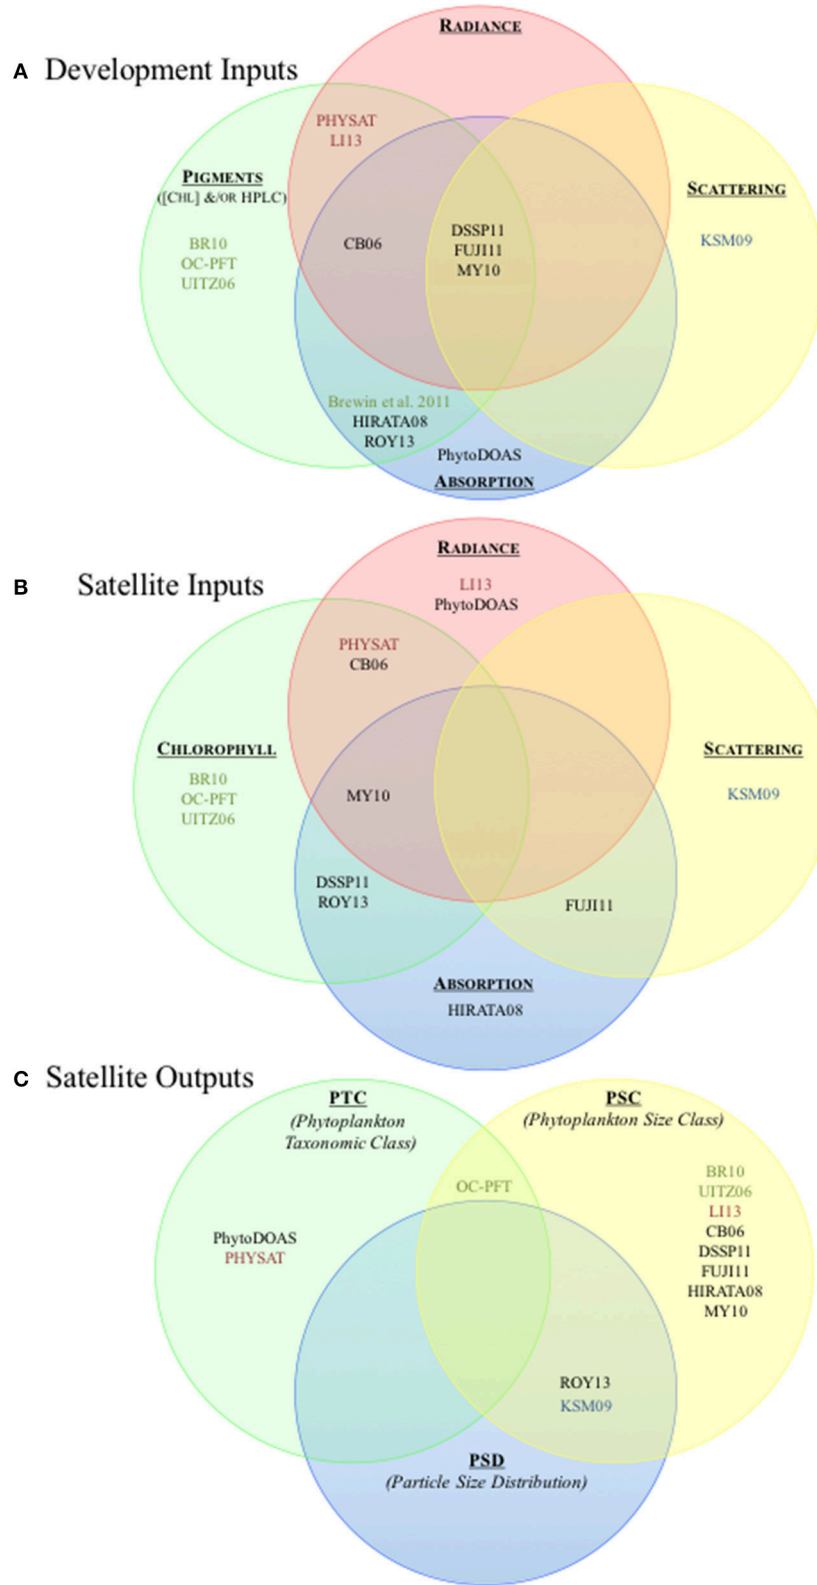 A Development Inputs
RADIANCE
PHYSAT
LI13
PIGMENTS
([CHL] &/OR HPLC)
BR10
OC-PFT
UITZ06
CB06
DSSP11
FUJI11
MY10
SCATTERING
KSM09
Brewin et al. 2011
HIRATA08
ROY13
PhytoDOAS
ABSORPTION
B Satellite Inputs
RADIANCE
LI13
PhytoDOAS
PHYSAT
CB06
CHLOROPHYLL
BR10
OC-PFT
UITZ06
MY10
SCATTERING
KSM09
DSSP11
ROY13
FUJI11
ABSORPTION
HIRATA08
C Satellite Outputs
PTC
(Phytoplankton
Taxonomic Class)
PSC
(Phytoplankton Size Class)
OC-PFT
BR10
UITZ06
LI13
CB06
DSSP11
FUJI11
HIRATA08
MY10
PhytoDOAS
PHYSAT
ROY13
KSM09
PSD
(Particle Size Distribution)